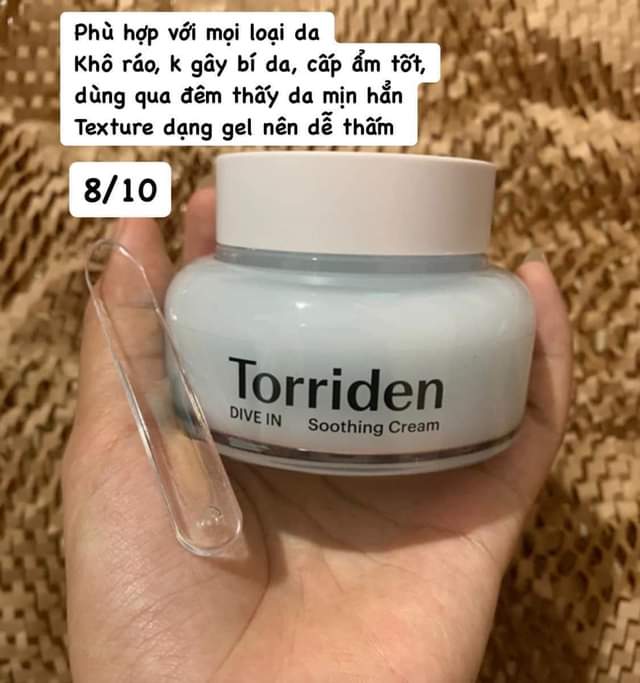 Phù hợp với mọi loại da
Khô ráo, k gây bí da, cấp ẩm tốt,
dùng qua đêm thấy da mịn hẳn
Texture dạng gel nên dễ thấm
8/10
Torriden
DIVE IN Soothing Cream